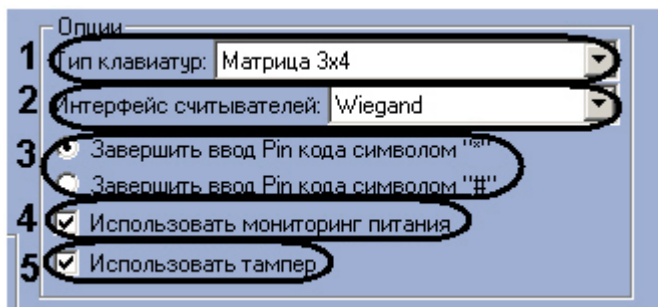 Опции
1 Тип клавиатур: Матрица 3x4
2 Интерфейс считывателей: Wiegand
3 Завершить ввод Pin кода символом "*"
Завершить ввод Pin кода символом "#"
4 Использовать мониторинг питания
5 Использовать тампер